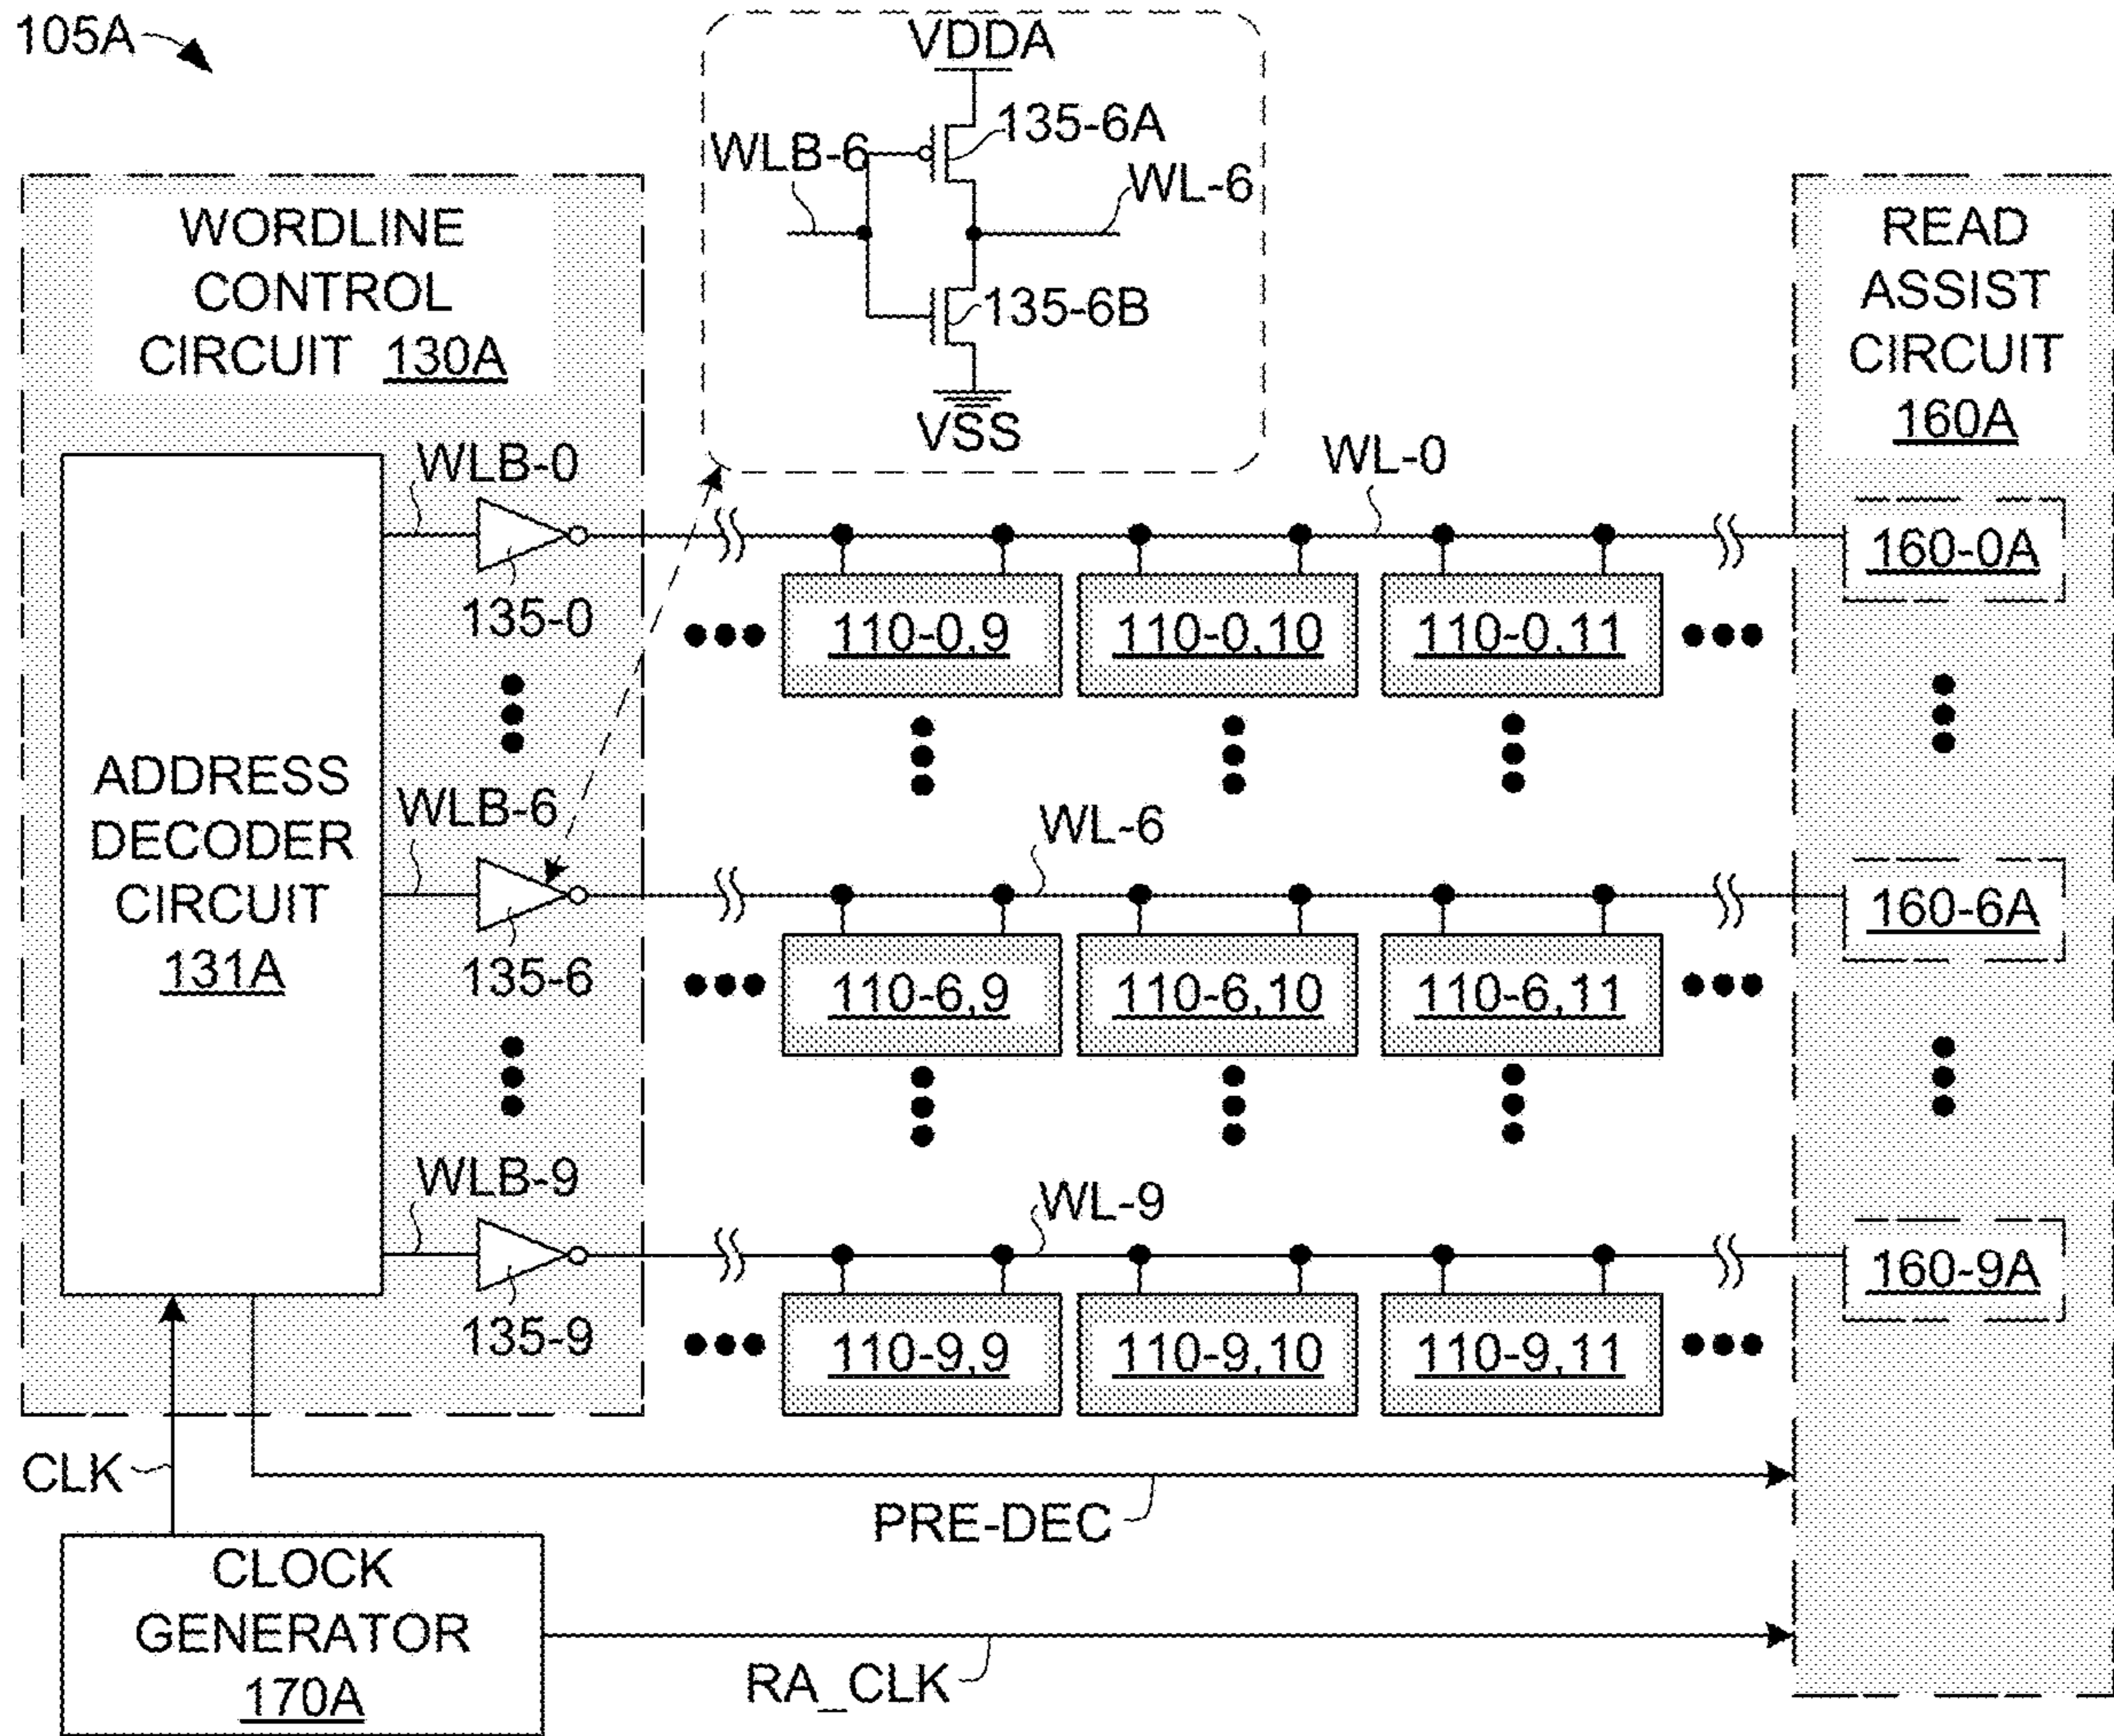 105A
VDDA
135-6A
WLB-6
WL-6
135-6B
VSS
WORDLINE
CONTROL
CIRCUIT 130A
READ
ASSIST
CIRCUIT
160A
WLB-0
WL-0
135-0
160-0A
110-0,9
110-0,10
110-0,11
ADDRESS
DECODER
CIRCUIT
131A
WLB-6
WL-6
135-6
160-6A
110-6,9
110-6,10
110-6,11
WLB-9
WL-9
135-9
160-9A
110-9,9
110-9,10
110-9,11
CLK
PRE-DEC
CLOCK
GENERATOR
170A
RA_CLK